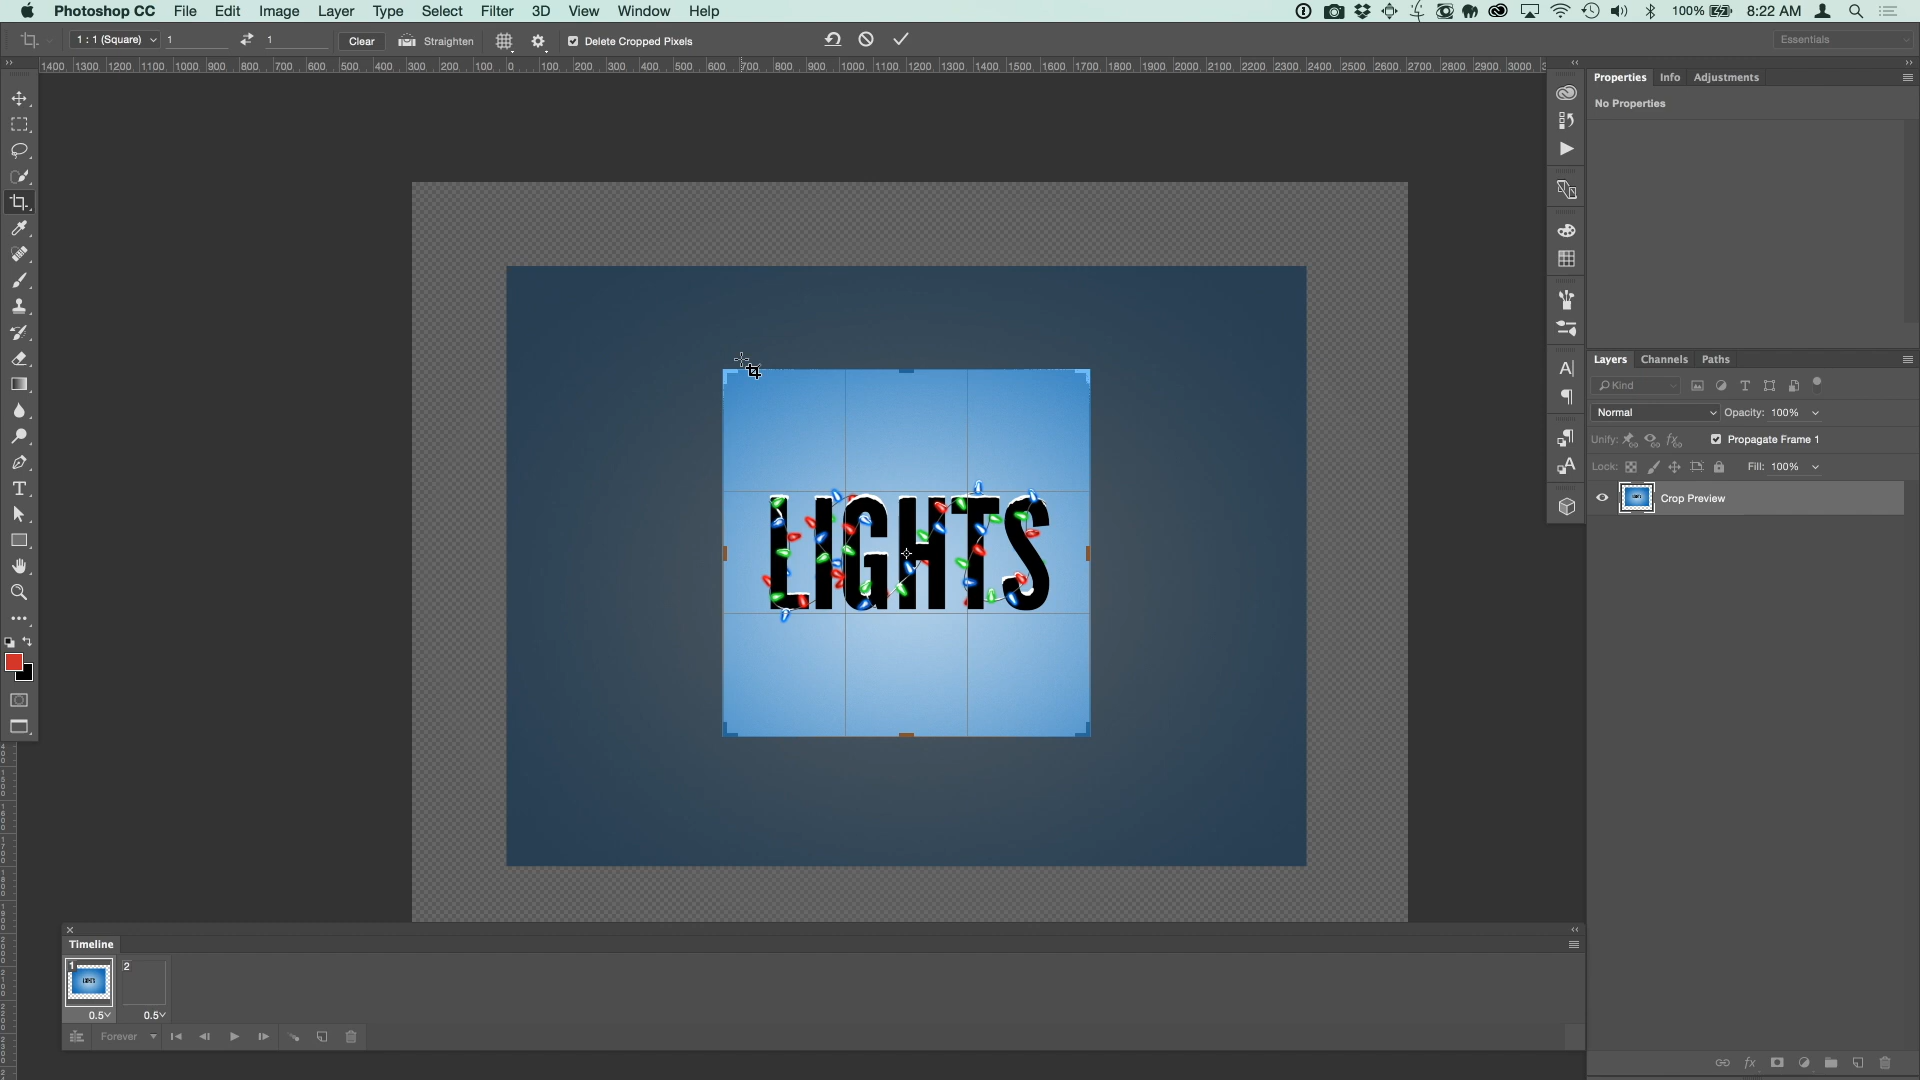 Photoshop CC File Edit Image Layer Type Select Filter 3D View Window Help 100% 8:22 AM
1 : 1 (Square) 1 1 Clear Straighten Delete Cropped Pixels Essentials
1400 1300 1200 1100 1000 900 800 700 600 500 400 300 200 100 0 100 200 300 400 500 600 700 800 900 1000 1100 1200 1300 1400 1500 1600 1700 1800 1900 2000 2100 2200 2300 2400 2500 2600 2700 2800 2900 3000
Properties Info Adjustments
No Properties
Layers Channels Paths
Kind
Normal Opacity: 100%
Unify: Propagate Frame 1
Lock: Fill: 100%
Crop Preview
LIGHTS
Timeline
1 2
0.5 0.5
Forever